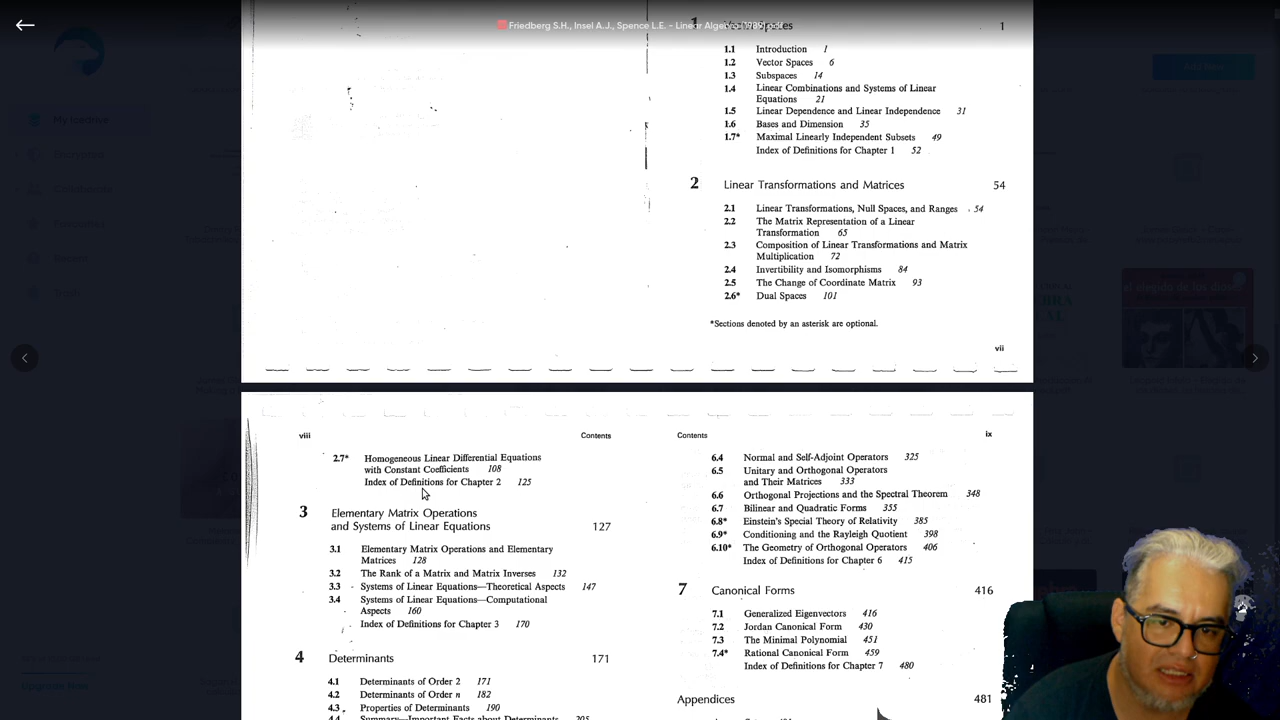 Friedberg S.H., Insel A.J., Spence L.E. - Linear Algebra
1 Vector Spaces 1
1.1 Introduction 1
1.2 Vector Spaces 6
1.3 Subspaces 14
1.4 Linear Combinations and Systems of Linear
Equations 21
1.5 Linear Dependence and Linear Independence 31
1.6 Bases and Dimension 35
1.7* Maximal Linearly Independent Subsets 49
Index of Definitions for Chapter 1 52
2 Linear Transformations and Matrices 54
2.1 Linear Transformations, Null Spaces, and Ranges 54
2.2 The Matrix Representation of a Linear
Transformation 65
2.3 Composition of Linear Transformations and Matrix
Multiplication 72
2.4 Invertibility and Isomorphisms 84
2.5 The Change of Coordinate Matrix 93
2.6* Dual Spaces 101
*Sections denoted by an asterisk are optional.
vii
viii Contents
2.7* Homogeneous Linear Differential Equations
with Constant Coefficients 108
Index of Definitions for Chapter 2 125
3 Elementary Matrix Operations
and Systems of Linear Equations 127
3.1 Elementary Matrix Operations and Elementary
Matrices 128
3.2 The Rank of a Matrix and Matrix Inverses 132
3.3 Systems of Linear Equations—Theoretical Aspects 147
3.4 Systems of Linear Equations—Computational
Aspects 160
Index of Definitions for Chapter 3 170
4 Determinants 171
4.1 Determinants of Order 2 171
4.2 Determinants of Order n 182
4.3 Properties of Determinants 190
4.4 Summary—Important Facts about Determinants 205
Contents ix
6.4 Normal and Self-Adjoint Operators 325
6.5 Unitary and Orthogonal Operators
and Their Matrices 333
6.6 Orthogonal Projections and the Spectral Theorem 348
6.7 Bilinear and Quadratic Forms 355
6.8* Einstein's Special Theory of Relativity 385
6.9* Conditioning and the Rayleigh Quotient 398
6.10* The Geometry of Orthogonal Operators 406
Index of Definitions for Chapter 6 415
7 Canonical Forms 416
7.1 Generalized Eigenvectors 416
7.2 Jordan Canonical Form 430
7.3 The Minimal Polynomial 451
7.4* Rational Canonical Form 459
Index of Definitions for Chapter 7 480
Appendices 481